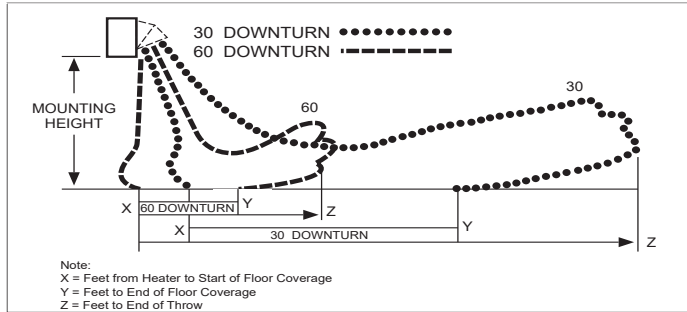 30 DOWNTURN
60 DOWNTURN
MOUNTING
HEIGHT
60
30
X 60 DOWNTURN Y Z
X 30 DOWNTURN Y Z
Note:
X = Feet from Heater to Start of Floor Coverage
Y = Feet to End of Floor Coverage
Z = Feet to End of Throw